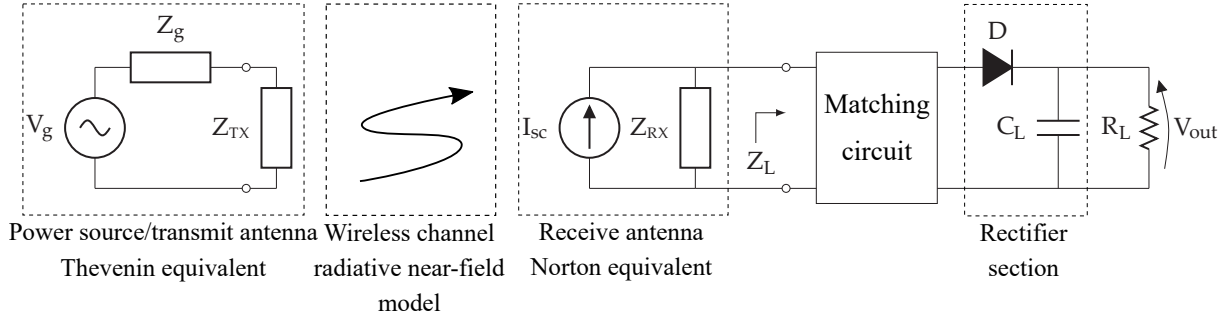 Z_g
V_g
Z_TX
I_sc
Z_RX
Z_L
Matching
circuit
D
C_L
R_L
V_out
Power source/transmit antenna
Thevenin equivalent
Wireless channel
radiative near-field
model
Receive antenna
Norton equivalent
Rectifier
section